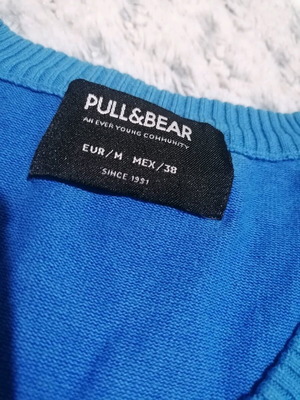 PULL&BEAR
AN EVER YOUNG COMMUNITY
EUR/M MEX/38
SINCE 1991